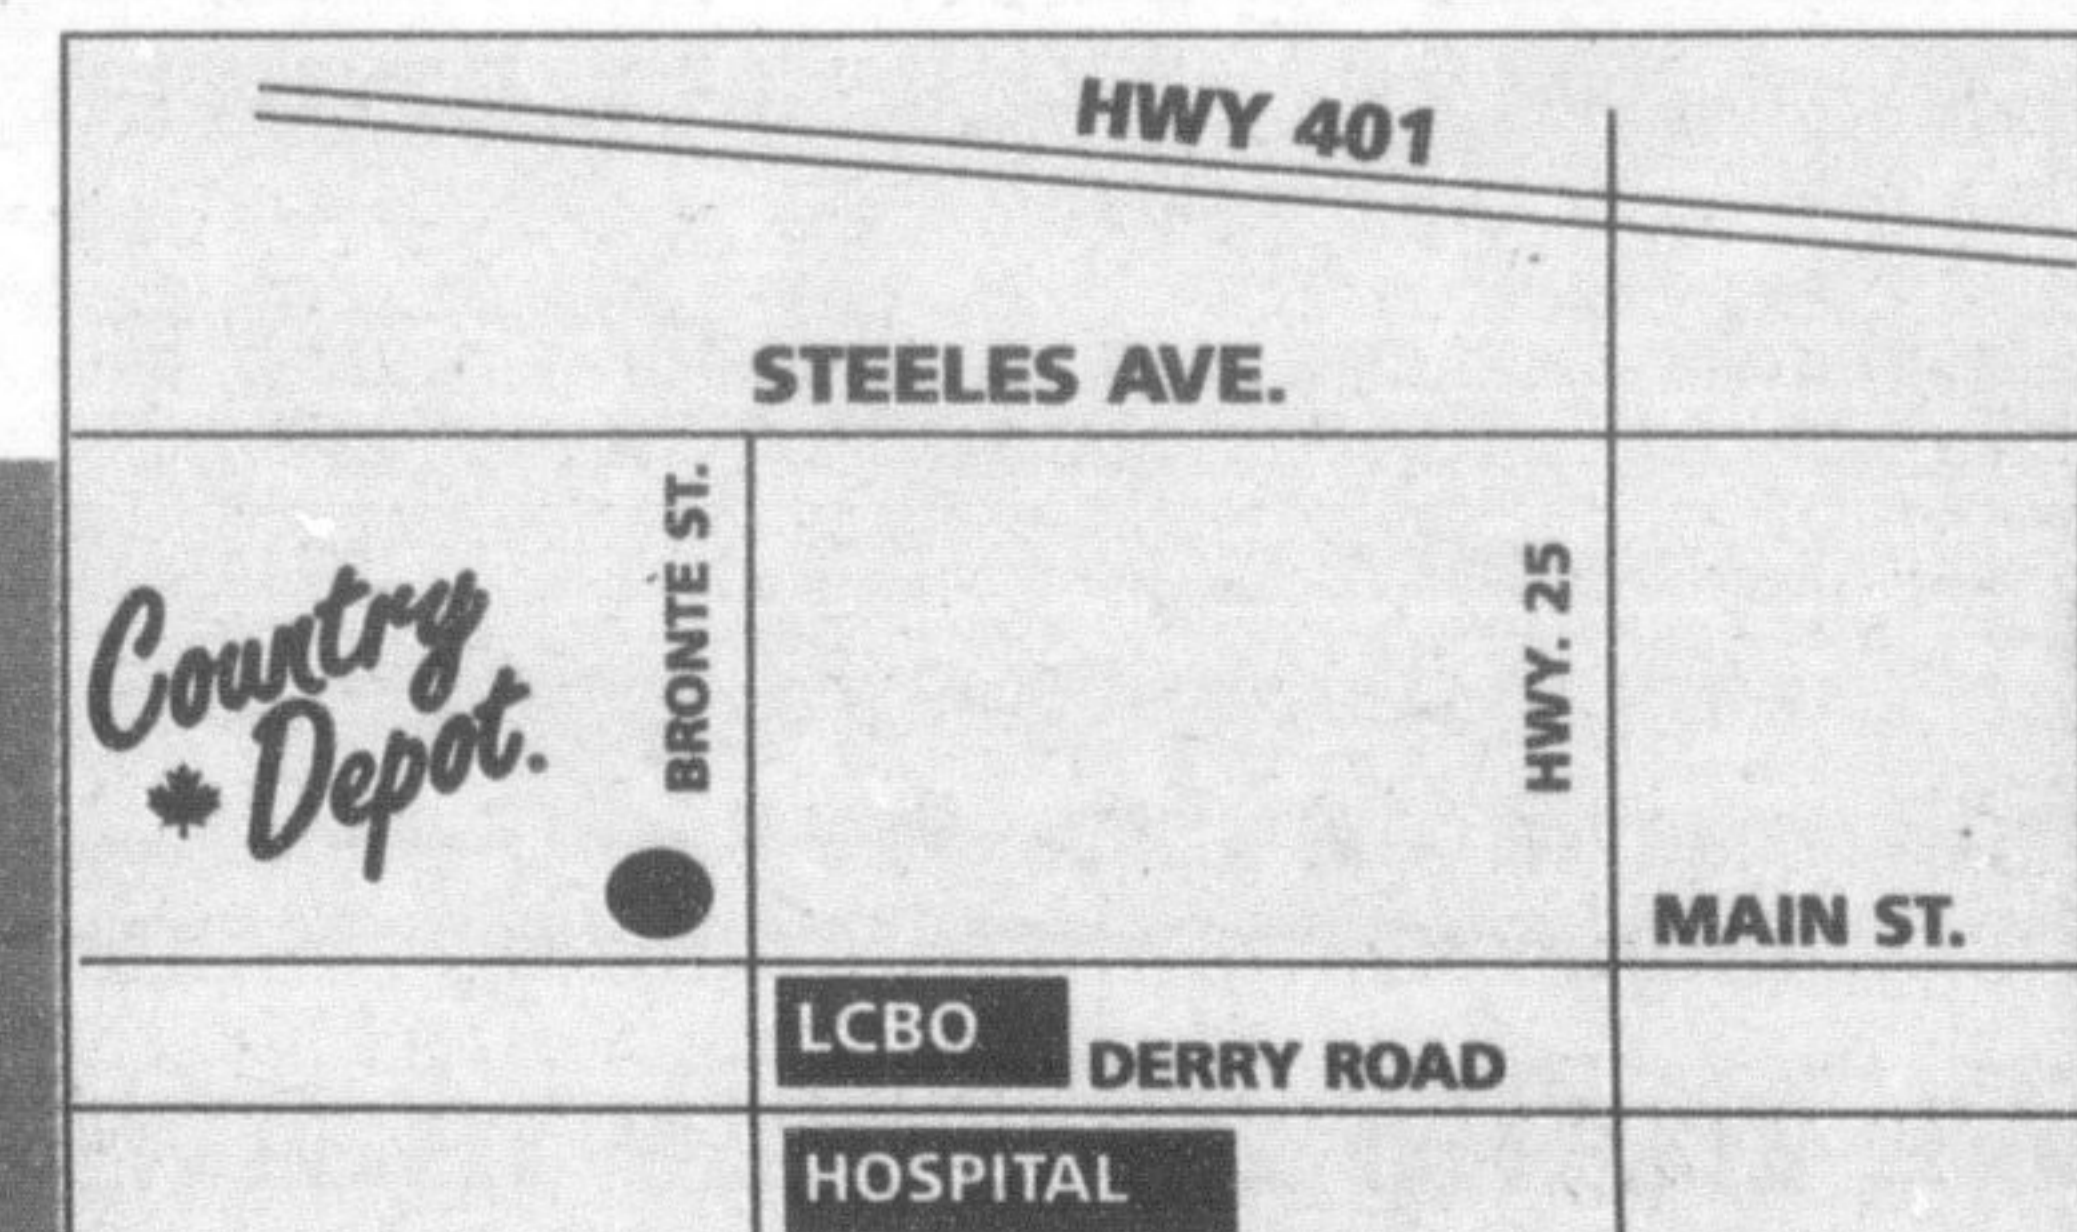 HWY 401
STEELES AVE.
BRONTE ST.
HWY. 25
Country
Depot.
MAIN ST.
LCBO
DERRY ROAD
HOSPITAL